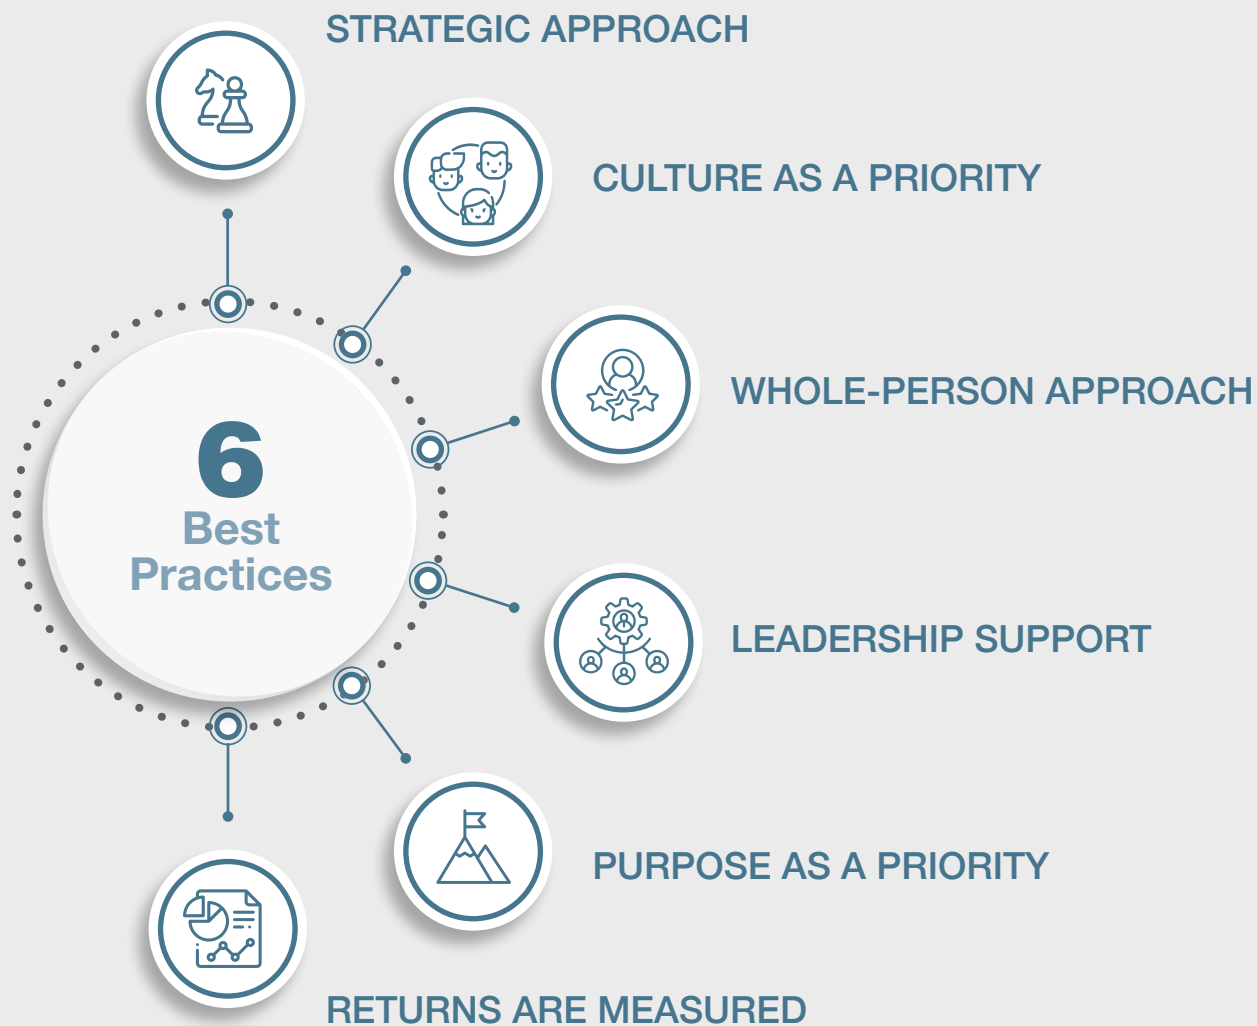 STRATEGIC APPROACH
CULTURE AS A PRIORITY
WHOLE-PERSON APPROACH
6
Best
Practices
LEADERSHIP SUPPORT
PURPOSE AS A PRIORITY
RETURNS ARE MEASURED